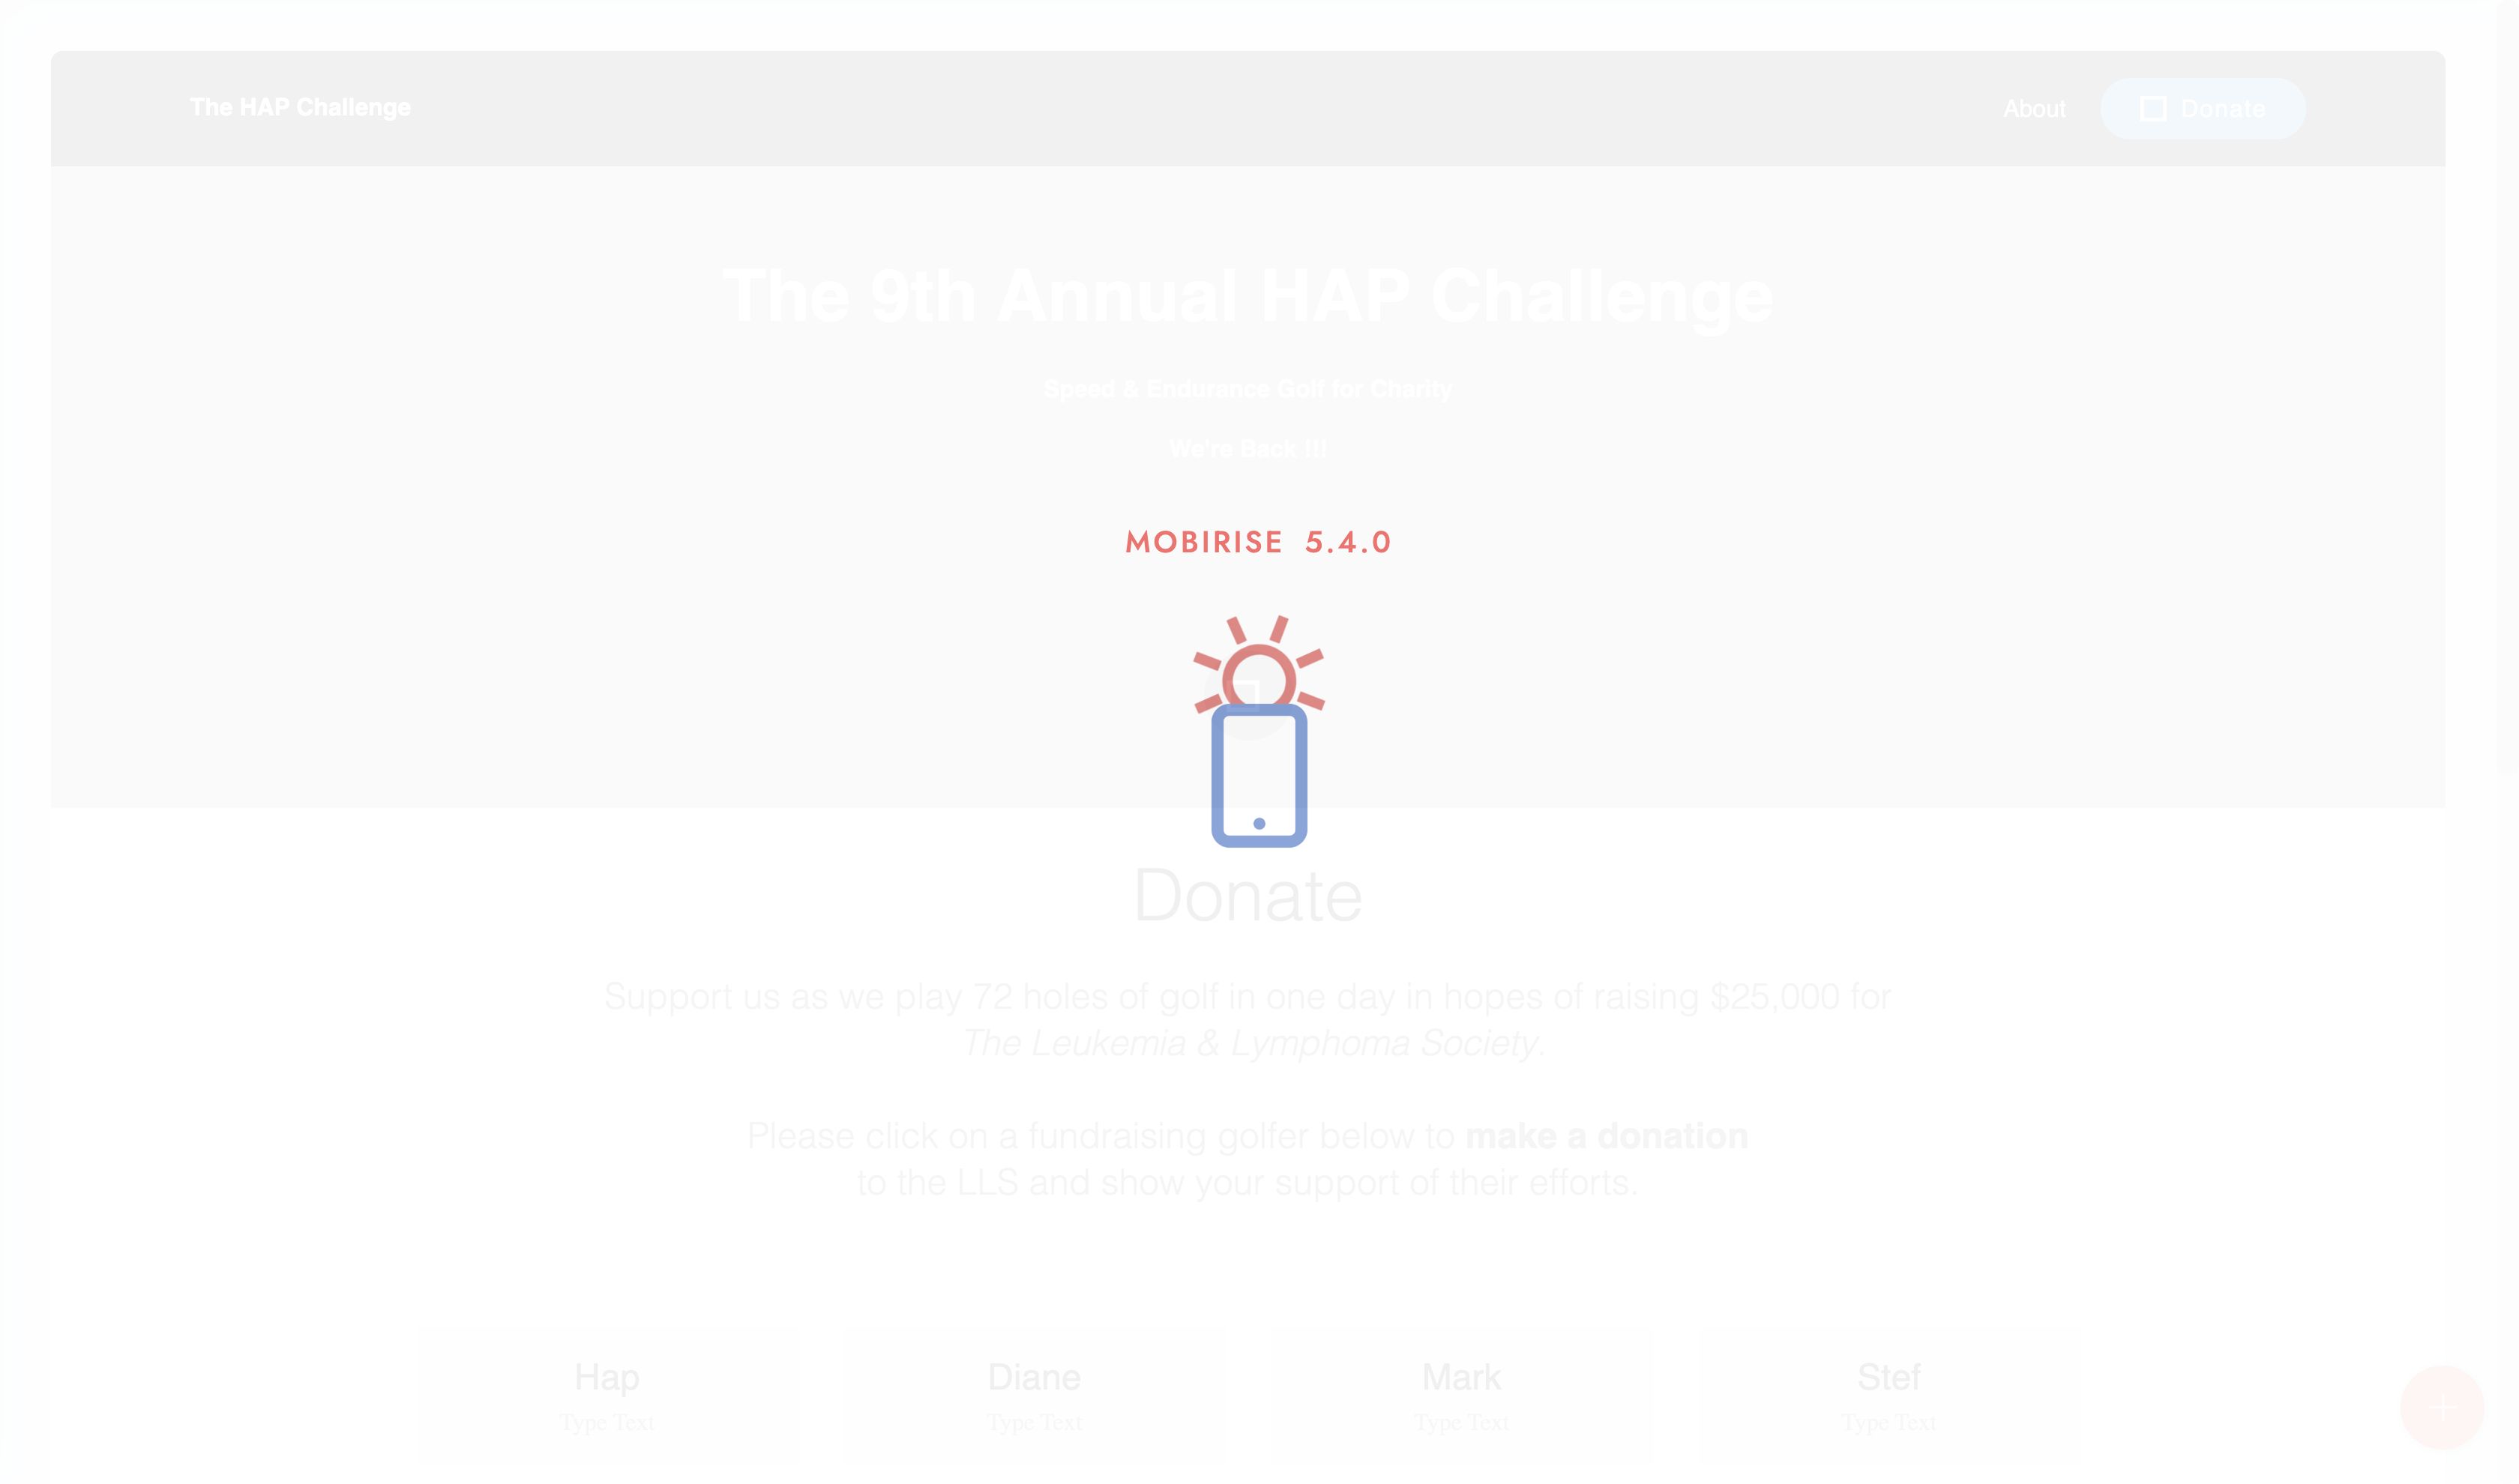 The HAP Challenge
About
Donate
The 9th Annual HAP Challenge
Speed & Endurance Golf for Charity
We're Back !!!
MOBIRISE 5.4.0
Donate
Support us as we play 72 holes of golf in one day in hopes of raising $25,000 for
The Leukemia & Lymphoma Society.
Please click on a fundraising golfer below to make a donation
to the LLS and show your support of their efforts.
Hap
Diane
Mark
Stef
Type Text
Type Text
Type Text
Type Text